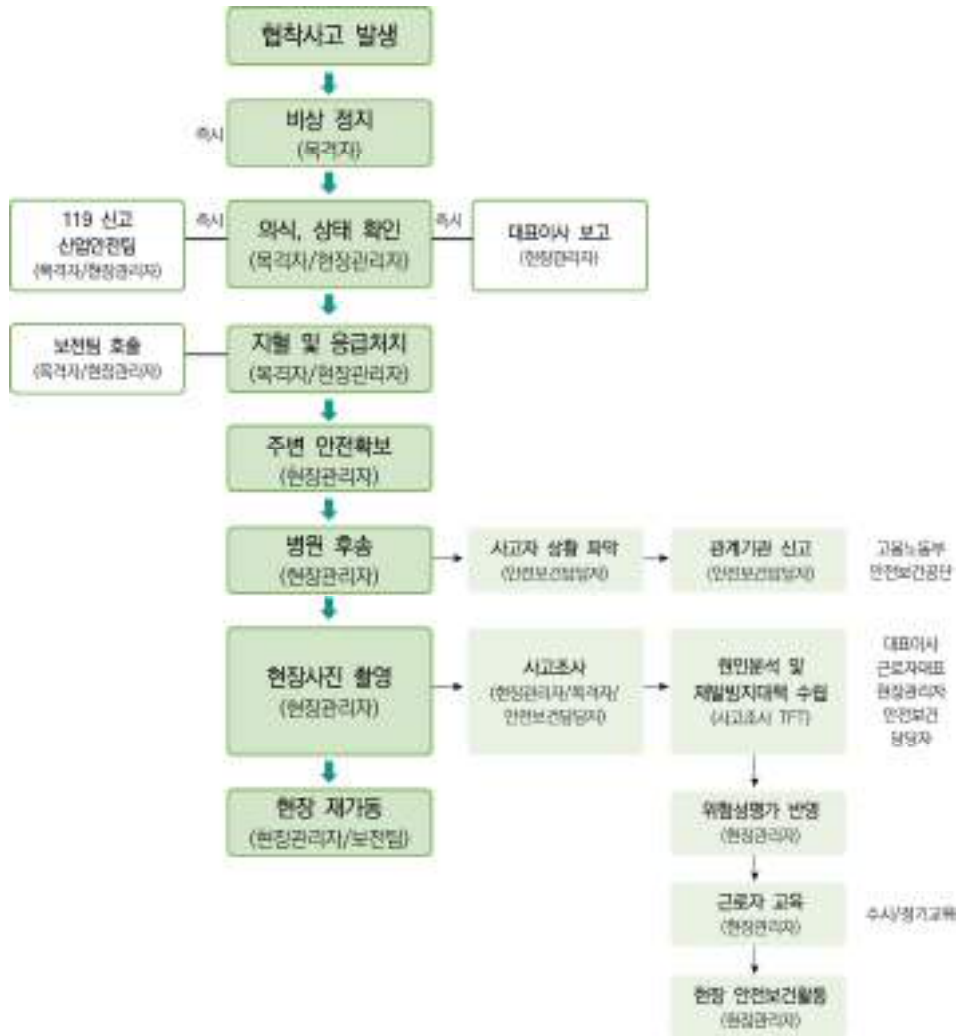 협착사고 발생
즉시
비상 정지
(목격자)
119 신고
산업안전팀
(목격자/현장관리자)
즉시
의식, 상태 확인
(목격자/현장관리자)
즉시
대표이사 보고
(현장관리자)
보전팀 호출
(목격자/현장관리자)
지혈 및 응급처치
(목격자/현장관리자)
주변 안전확보
(현장관리자)
병원 후송
(현장관리자)
사고자 상황 파악
(안전보건담당자)
관계기관 신고
(안전보건담당자)
고용노동부
안전보건공단
현장사진 촬영
(현장관리자)
사고조사
(현장관리자/목격자/
안전보건담당자)
원인분석 및
재발방지대책 수립
(사고조사 TFT)
대표이사
근로자대표
현장관리자
안전보건
담당자
현장 재가동
(현장관리자/보전팀)
위험성평가 반영
(현장관리자)
근로자 교육
(현장관리자)
수시/정기교육
현장 안전보건활동
(현장관리자)